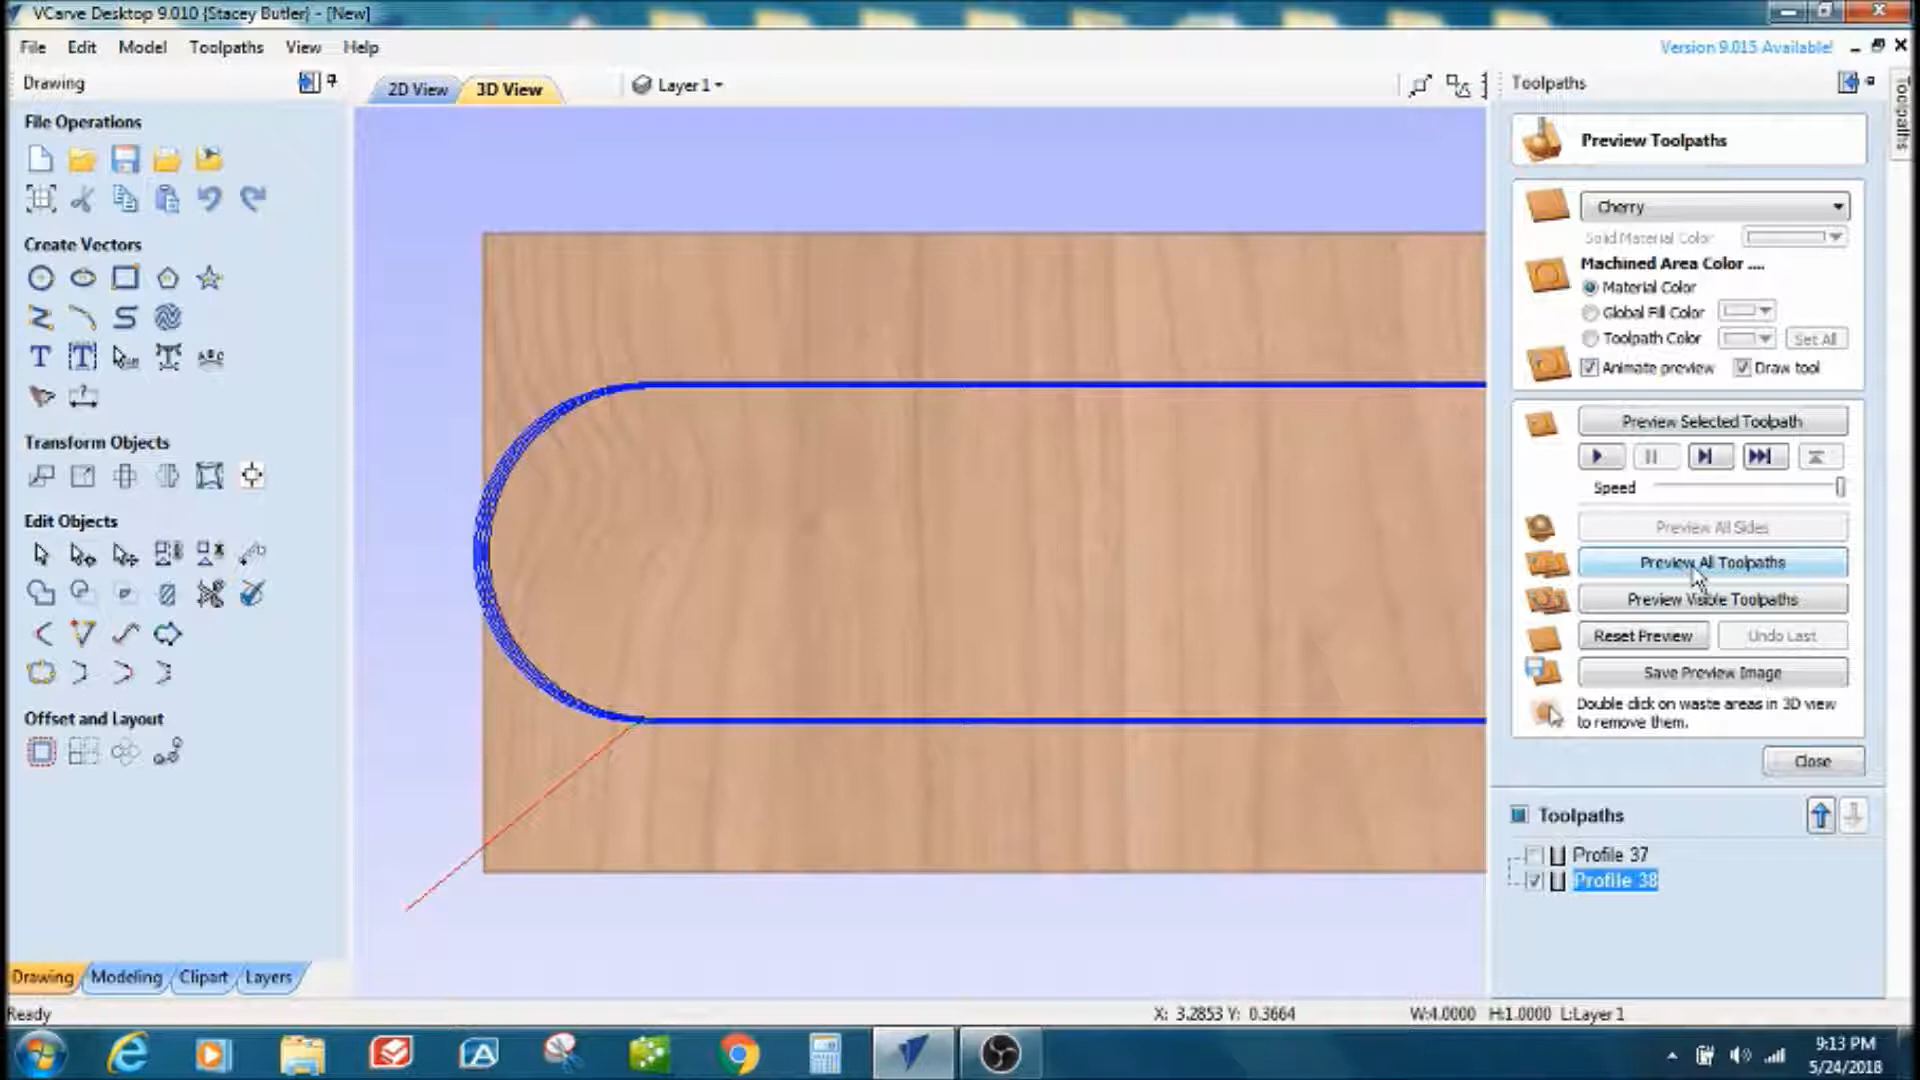 VCarve Desktop 9.010 {Stacey Butler} - [New]
File Edit Model Toolpaths View Help
Version 9.015 Available!
Drawing
2D View 3D View Layer 1
Toolpaths
Toolpaths
File Operations
Create Vectors
Transform Objects
Edit Objects
Offset and Layout
Drawing Modeling Clipart Layers
Preview Toolpaths
Cherry
Solid Material Color
Machined Area Color ....
Material Color
Global Fill Color
Toolpath Color Set All
Animate preview Draw tool
Preview Selected Toolpath
Speed
Preview All Sides
Preview All Toolpaths
Preview Visible Toolpaths
Reset Preview Undo Last
Save Preview Image
Double click on waste areas in 3D view
to remove them.
Close
Toolpaths
Profile 37
Profile 38
Ready
X: 3.2853 Y: 0.3664
W:4.0000 H:1.0000 L:Layer 1
9:13 PM
5/24/2018